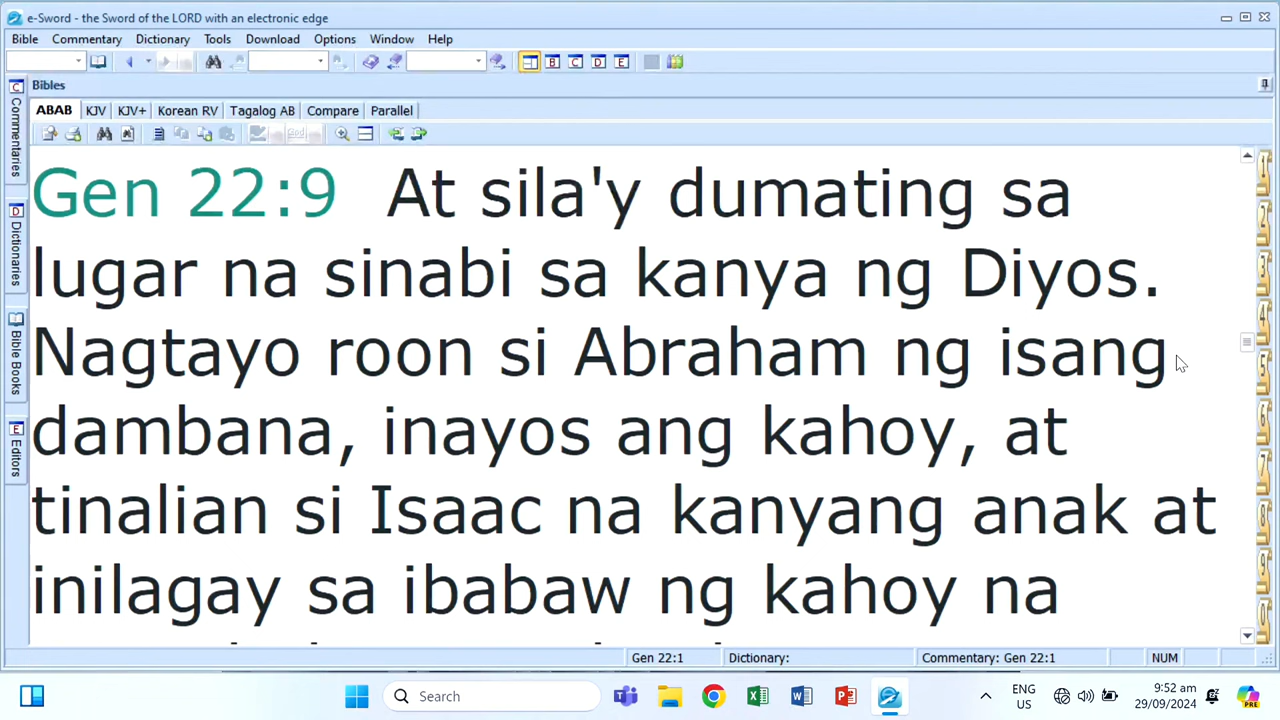 e-Sword - the Sword of the LORD with an electronic edge
Bible Commentary Dictionary Tools Download Options Window Help
Bibles
ABAB KJV KJV+ Korean RV Tagalog AB Compare Parallel
Commentaries
Dictionaries
Bible Books
Editors
Gen 22:9 At sila'y dumating sa
lugar na sinabi sa kanya ng Diyos.
Nagtayo roon si Abraham ng isang
dambana, inayos ang kahoy, at
tinalian si Isaac na kanyang anak at
inilagay sa ibabaw ng kahoy na
Gen 22:1 Dictionary: Commentary: Gen 22:1 NUM
Search
ENG
US
9:52 am
29/09/2024
PRE